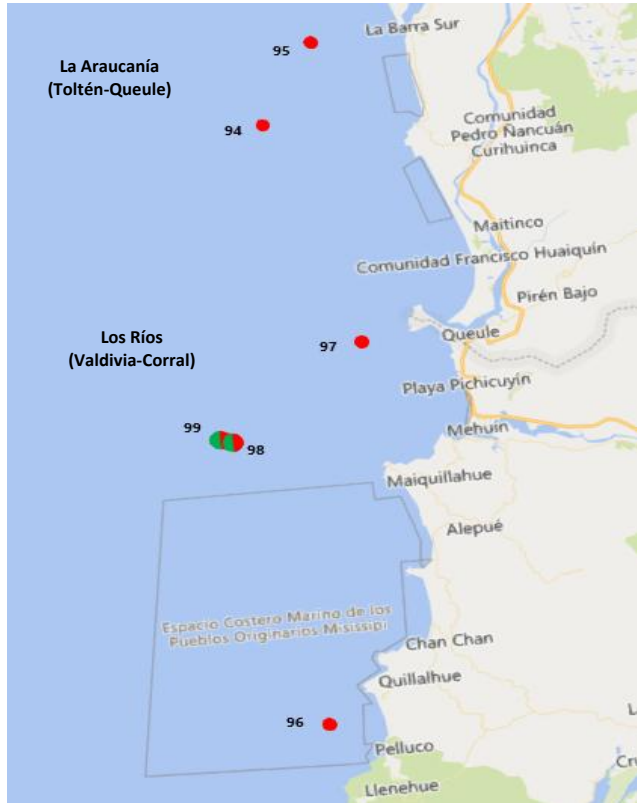 La Barra Sur
95
La Araucanía
(Toltén-Queule)
94
Comunidad
Pedro Ñancuán
Curihuinca
Maitinco
Comunidad Francisco Huaiquín
Pirén Bajo
Los Ríos
(Valdivia-Corral)
97
Queule
Playa Pichicuyín
99
98
Mehuín
Maiquillahue
Alepué
Espacio Costero Marino de los
Pueblos Originarios Misissipi
Chan Chan
Quillalhue
L
96
Pelluco
Cru
Llenehue